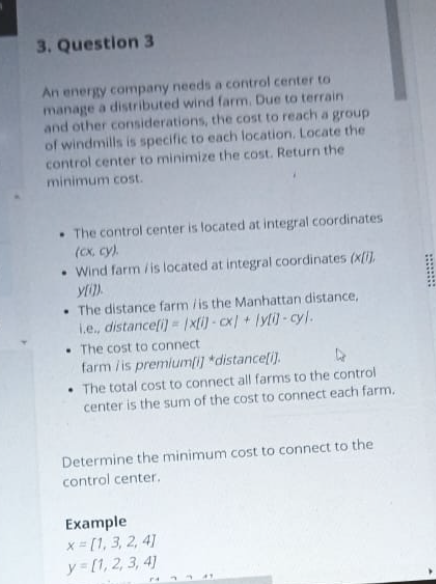 3. Question 3
An energy company needs a control center to
manage a distributed wind farm. Due to terrain
and other considerations, the cost to reach a group
of windmills is specific to each location. Locate the
control center to minimize the cost. Return the
minimum cost.
• The control center is located at integral coordinates
(cx, cy).
• Wind farm i is located at integral coordinates (x[i],
y[i]).
• The distance farm i is the Manhattan distance,
i.e., distance[i] = |x[i] - cx| + |y[i] - cy|.
• The cost to connect
farm i is premium[i] *distance[i].
• The total cost to connect all farms to the control
center is the sum of the cost to connect each farm.
Determine the minimum cost to connect to the
control center.
Example
x = [1, 3, 2, 4]
y = [1, 2, 3, 4]